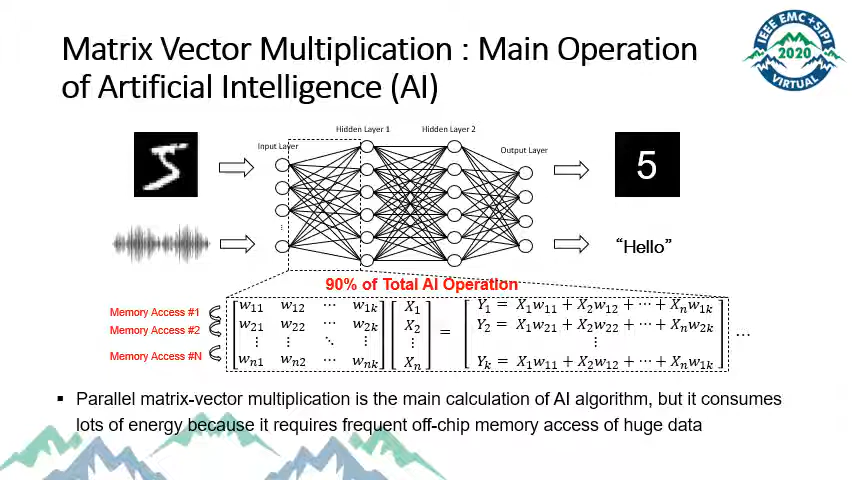 Matrix Vector Multiplication : Main Operation
of Artificial Intelligence (AI)
IEEE EMC+SIPI
2020
VIRTUAL
Hidden Layer 1
Hidden Layer 2
Input Layer
Output Layer
5
5
"Hello"
90% of Total AI Operation
Memory Access #1
Memory Access #2
Memory Access #N
w11 w12 ⋯ w1k
w21 w22 ⋯ w2k
⋮ ⋮ ⋱ ⋮
wn1 wn2 ⋯ wnk
X1
X2
⋮
Xn
=
Y1 = X1w11 + X2w12 + ⋯ + Xnw1k
Y2 = X1w21 + X2w22 + ⋯ + Xnw2k
⋮
Yk = X1w11 + X2w12 + ⋯ + Xnw1k
⋯
▪ Parallel matrix-vector multiplication is the main calculation of AI algorithm, but it consumes
lots of energy because it requires frequent off-chip memory access of huge data